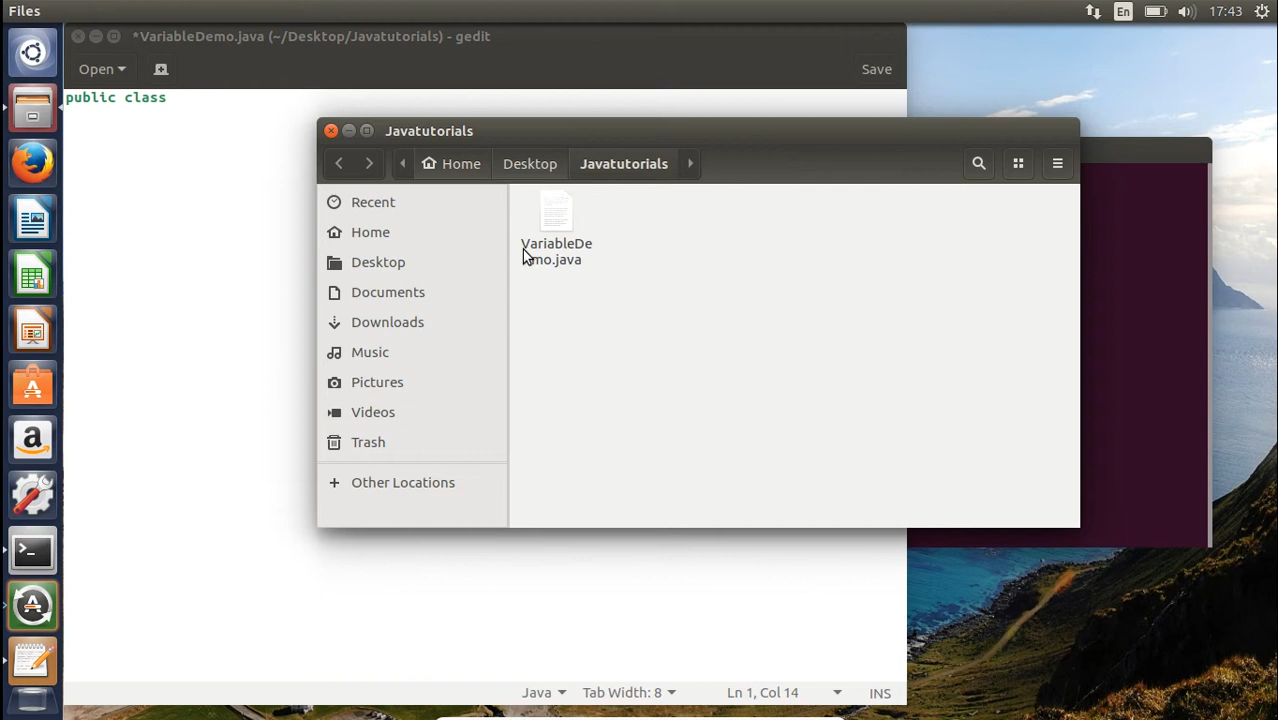 Files
En
17:43
*VariableDemo.java (~/Desktop/Javatutorials) - gedit
Open
Save
public class
Javatutorials
Home
Desktop
Javatutorials
Recent
Home
Desktop
Documents
Downloads
Music
Pictures
Videos
Trash
Other Locations
VariableDe
mo.java
Java
Tab Width: 8
Ln 1, Col 14
INS